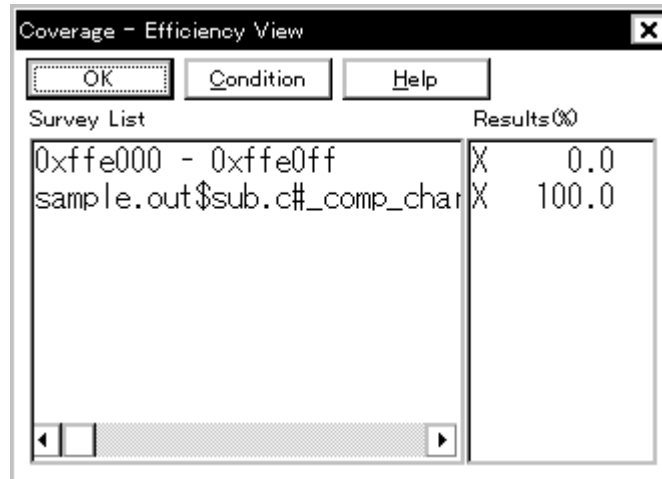 Coverage - Efficiency View
OK Condition Help
Survey List Results(%)
0xffe000 - 0xffe0ff X 0.0
sample.out$sub.c#_comp_char X 100.0